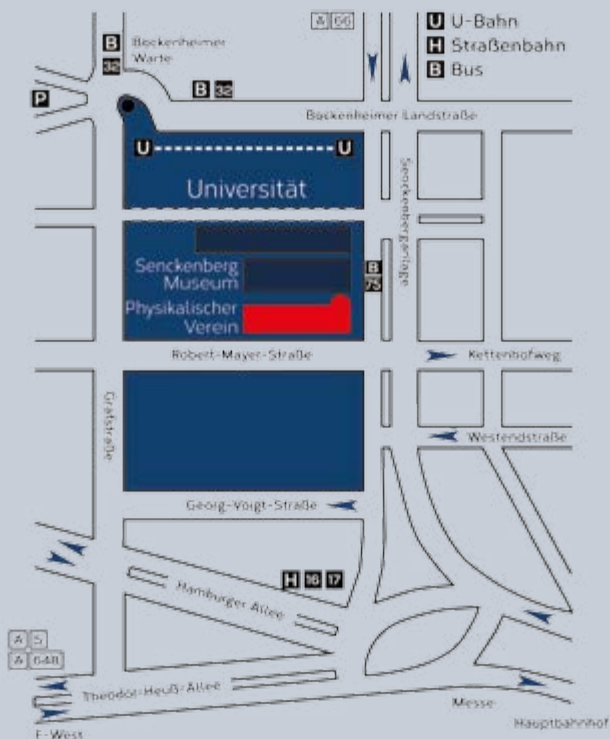 A 66
U U-Bahn
H Straßenbahn
B Bus
B
32
Bockenheimer
Warte
P
B 32
Bockenheimer Landstraße
U
U
Universität
Senckenberganlage
Senckenberg
Museum
B
75
Physikalischer
Verein
Robert-Mayer-Straße
Kettenhofweg
Gräfstraße
Westendstraße
Georg-Voigt-Straße
H 16 17
Hamburger Allee
A 5
A 648
Theodor-Heuß-Allee
Messe
Hauptbahnhof
F-West